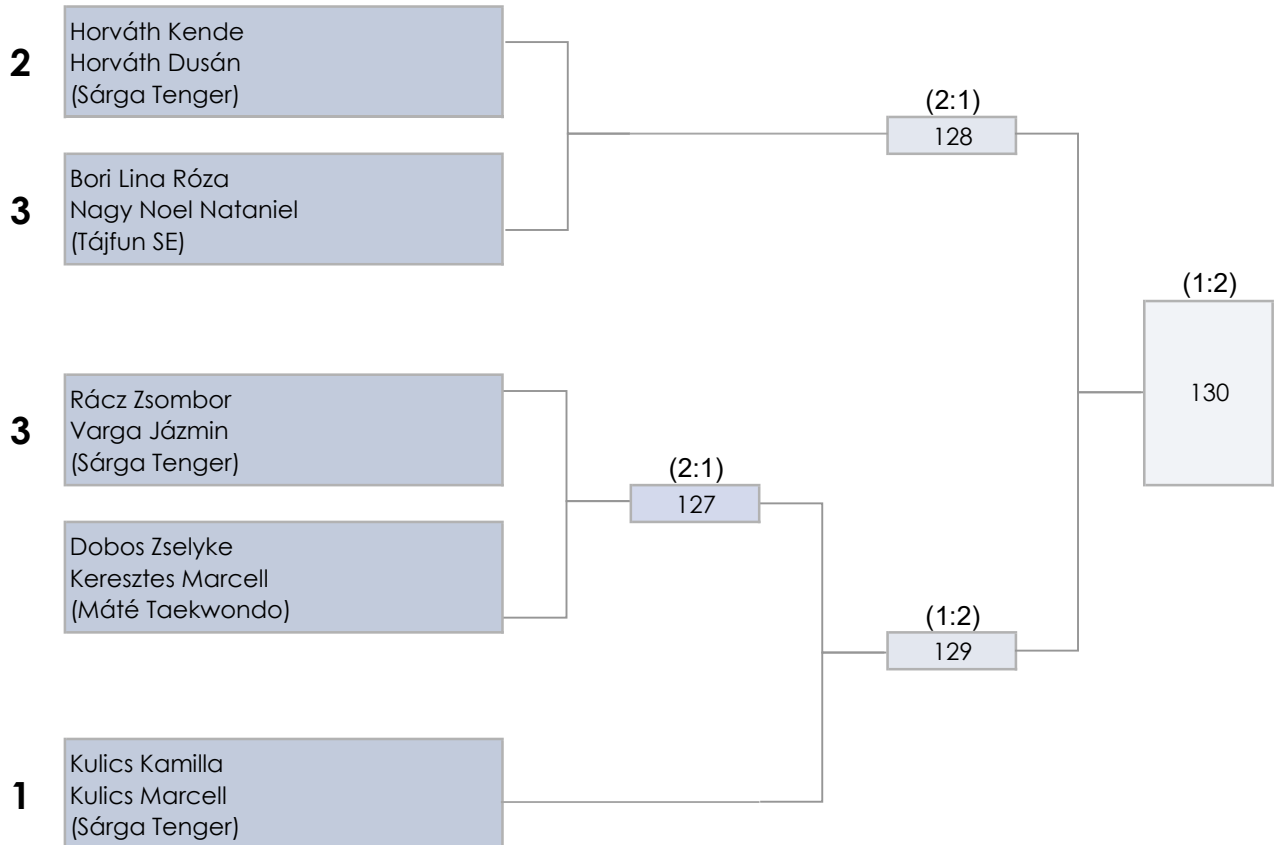 2
Horváth Kende
Horváth Dusán
(Sárga Tenger)
(2:1)
128
3
Bori Lina Róza
Nagy Noel Nataniel
(Tájfun SE)
(1:2)
130
3
Rácz Zsombor
Varga Jázmin
(Sárga Tenger)
(2:1)
127
Dobos Zselyke
Keresztes Marcell
(Máté Taekwondo)
(1:2)
129
1
Kulics Kamilla
Kulics Marcell
(Sárga Tenger)